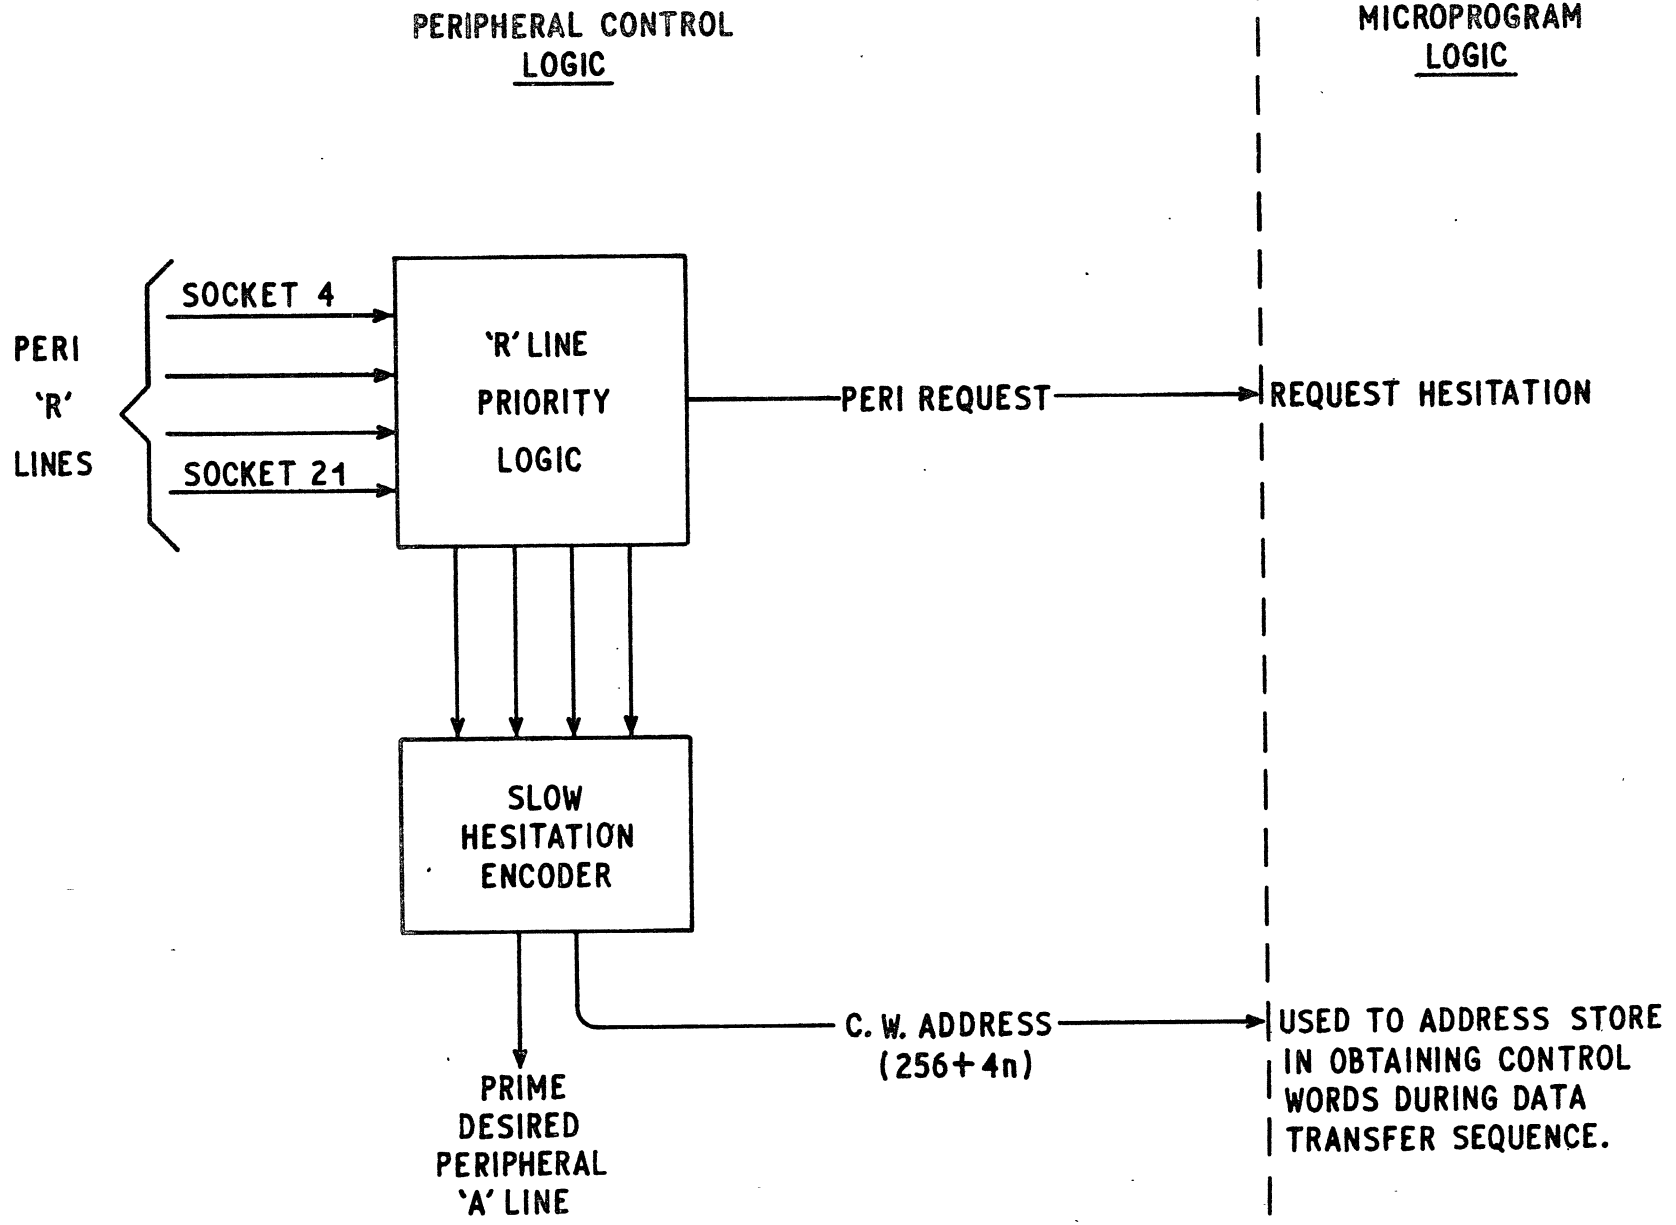 PERIPHERAL CONTROL
LOGIC
MICROPROGRAM
LOGIC
PERI
'R'
LINES
SOCKET 4
SOCKET 21
'R' LINE
PRIORITY
LOGIC
PERI REQUEST
REQUEST HESITATION
SLOW
HESITATION
ENCODER
C. W. ADDRESS
(256+4n)
USED TO ADDRESS STORE
IN OBTAINING CONTROL
WORDS DURING DATA
TRANSFER SEQUENCE.
PRIME
DESIRED
PERIPHERAL
'A' LINE